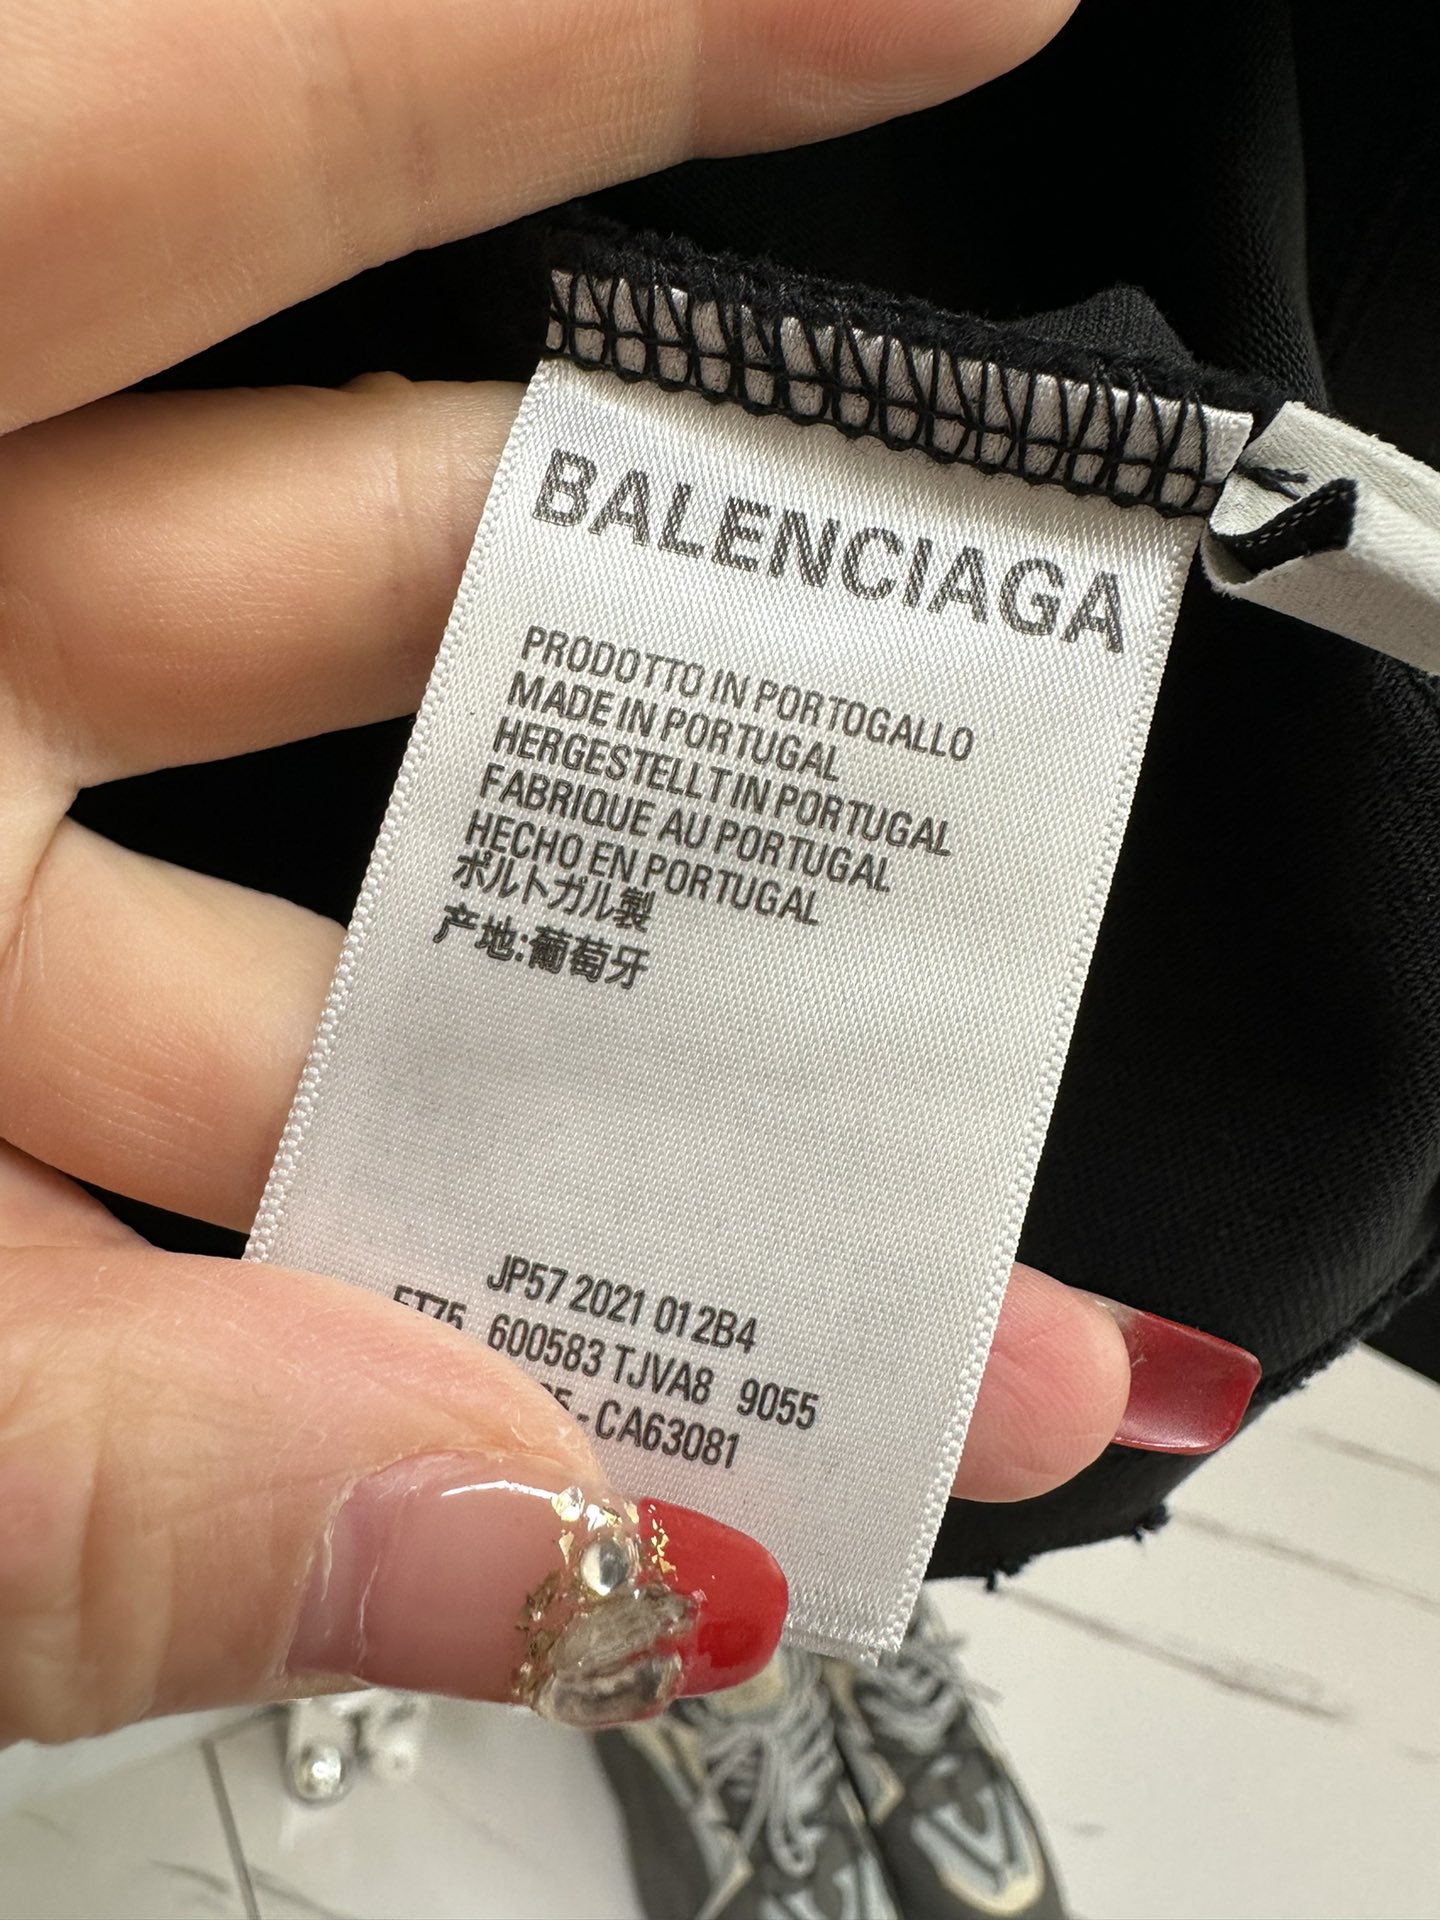 BALENCIAGA
PRODOTTO IN PORTOGALLO
MADE IN PORTUGAL
HERGESTELLT IN PORTUGAL
FABRIQUE AU PORTUGAL
HECHO EN PORTUGAL
ポルトガル製
产地:葡萄牙
JP57 2021 012B4
600583 TJVA8 9055
- CA63081